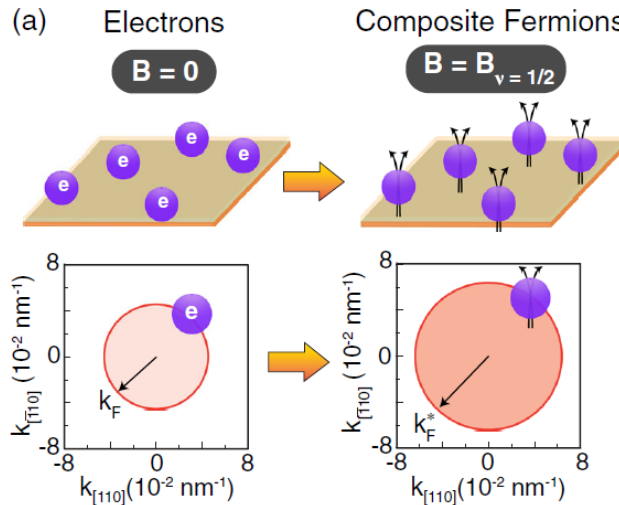 (a) Electrons Composite Fermions
B = 0 B = B ν = 1/2
e e e e e
8 8
e
k[1̄10] (10⁻² nm⁻¹) 0 k[1̄10] (10⁻² nm⁻¹) 0
kF kF*
-8 -8
-8 0 8 -8 0 8
k[110](10⁻² nm⁻¹) k[110](10⁻² nm⁻¹)